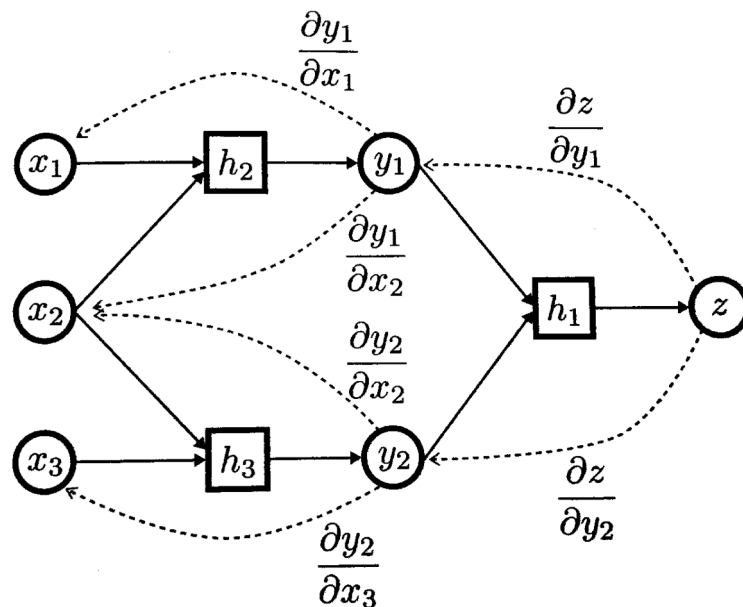 ∂y₁
∂x₁
∂z
∂y₁
x₁
h₂
y₁
∂y₁
∂x₂
x₂
h₁
z
∂y₂
∂x₂
x₃
h₃
y₂
∂z
∂y₂
∂y₂
∂x₃